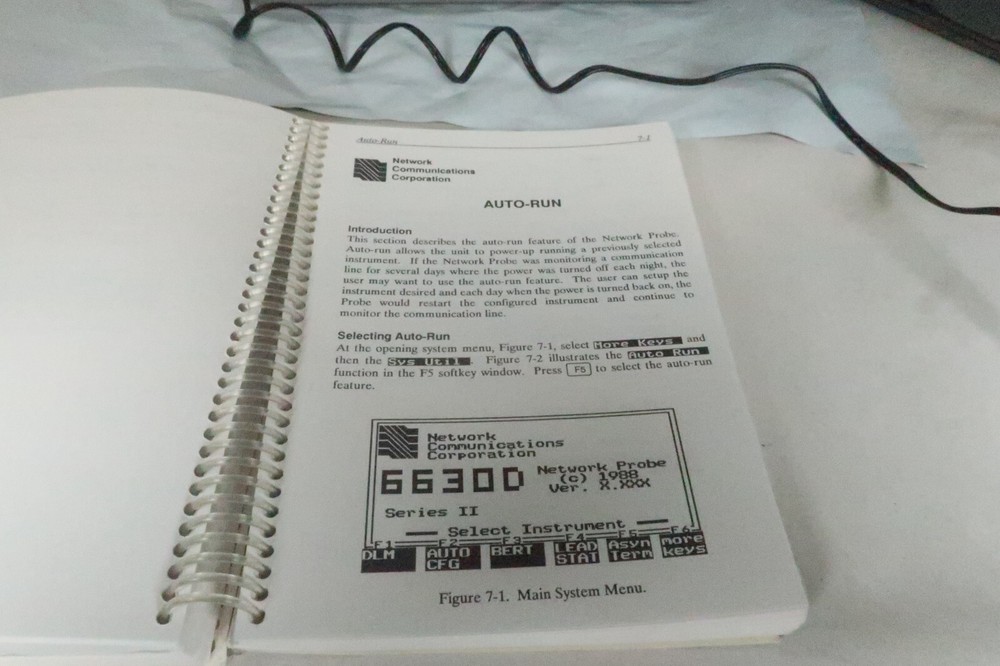 Auto-Run 7-1
Network
Communications
Corporation
AUTO-RUN
Introduction
This section describes the auto-run feature of the Network Probe.
Auto-run allows the unit to power-up running a previously selected
instrument. If the Network Probe was monitoring a communication
line for several days where the power was turned off each night, the
user may want to use the auto-run feature. The user can setup the
instrument desired and each day when the power is turned back on, the
Probe would restart the configured instrument and continue to
monitor the communication line.
Selecting Auto-Run
At the opening system menu, Figure 7-1, select More Keys and
then the Sys Util. Figure 7-2 illustrates the Auto Run
function in the F5 softkey window. Press F5 to select the auto-run
feature.
Network
Communications
Corporation
6630D Network Probe
(c) 1988
Ver. X.XXX
Series II
Select Instrument
F1 F2 F3 F4 F5 F6
DLM AUTO BERT LEAD Asyn more
CFG STAT Term keys
Figure 7-1. Main System Menu.